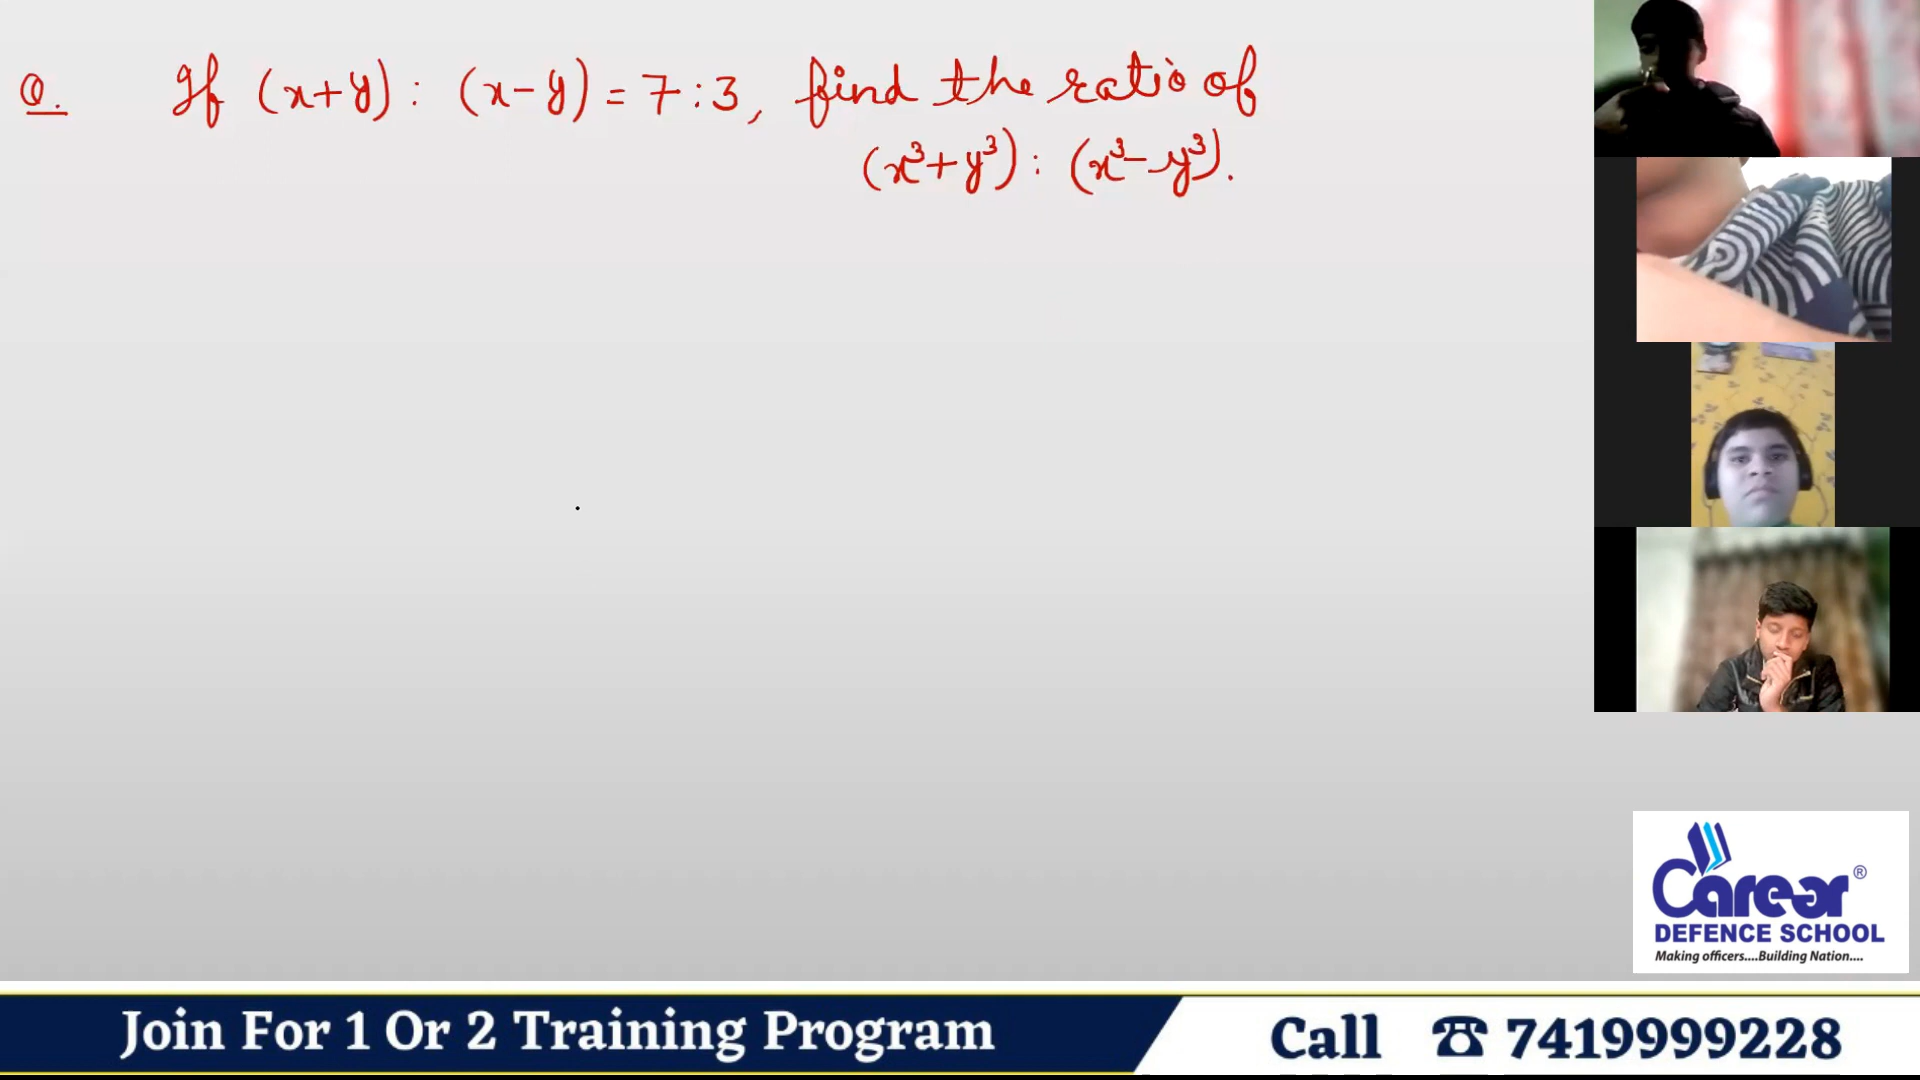 Q. If (x+y) : (x-y) = 7:3, find the ratio of
(x³+y³) : (x³-y³).
Career®
DEFENCE SCHOOL
Making officers....Building Nation....
Join For 1 Or 2 Training Program
Call ☎ 7419999228